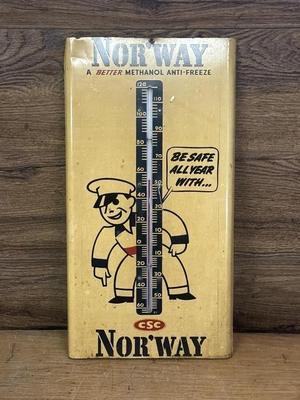 NOR'WAY
A BETTER METHANOL ANTI-FREEZE
BE SAFE
ALL YEAR
WITH...
CSC
NOR'WAY